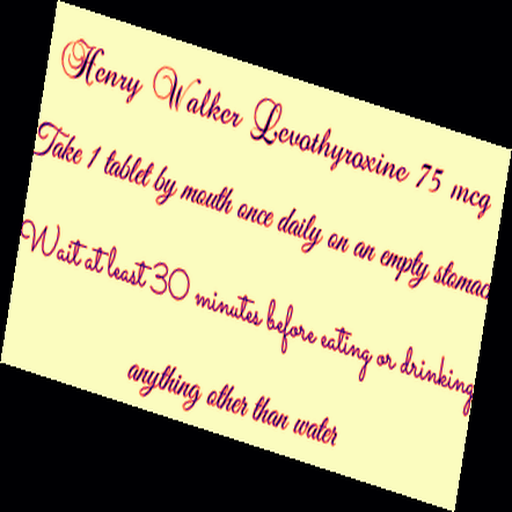 Henry Walker Levothyroxine 75 mcg
Take 1 tablet by mouth once daily on an empty stomac
Wait at least 30 minutes before eating or drinking
anything other than water